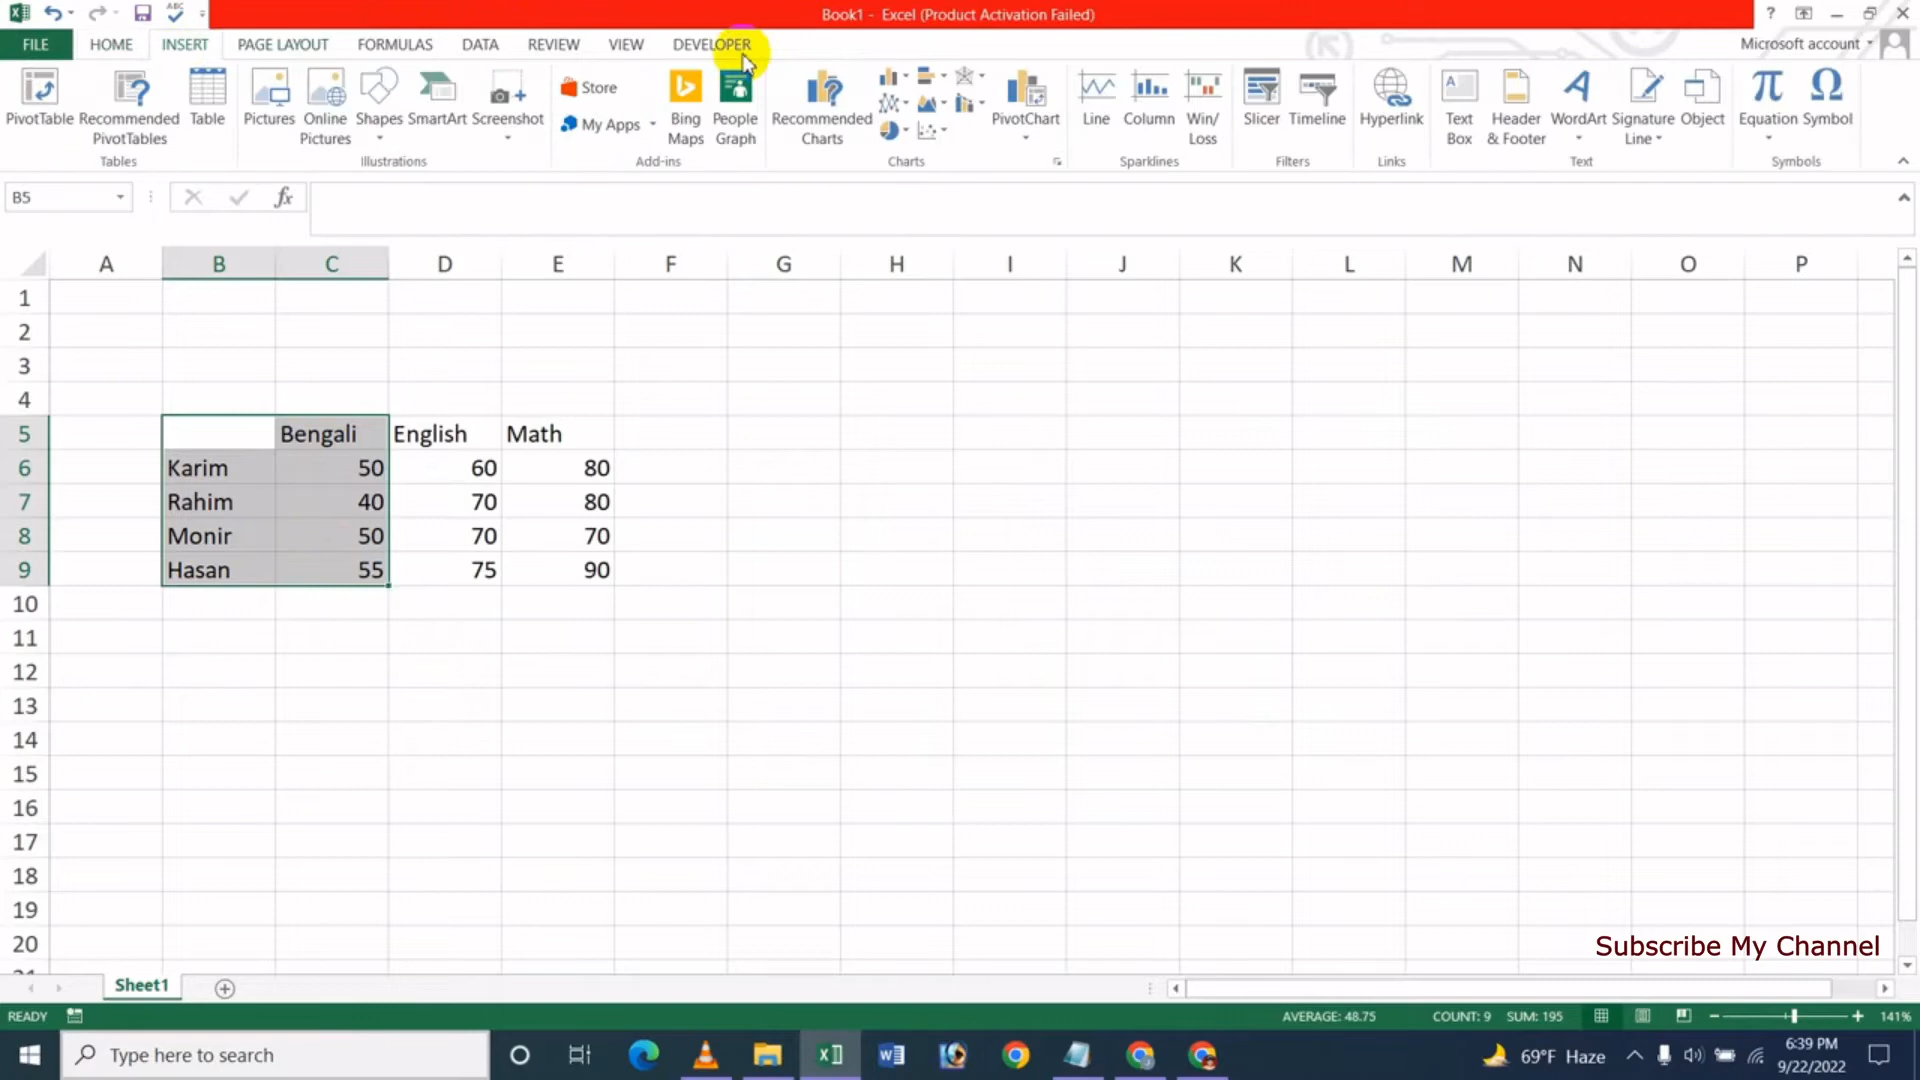 Book1 - Excel (Product Activation Failed)
FILE HOME INSERT PAGE LAYOUT FORMULAS DATA REVIEW VIEW DEVELOPER
Microsoft account
PivotTable Recommended PivotTables Table Pictures Online Pictures Shapes SmartArt Screenshot Store My Apps Bing Maps People Graph Recommended Charts PivotChart Line Column Win/Loss Slicer Timeline Hyperlink Text Box Header & Footer WordArt Signature Line Object Equation Symbol
Tables Illustrations Add-ins Charts Sparklines Filters Links Text Symbols
B5 fx
A B C D E F G H I J K L M N O P
1
2
3
4
5 Bengali English Math
6 Karim 50 60 80
7 Rahim 40 70 80
8 Monir 50 70 70
9 Hasan 55 75 90
10
11
12
13
14
15
16
17
18
19
20
Subscribe My Channel
Sheet1
READY AVERAGE: 48.75 COUNT: 9 SUM: 195 141%
Type here to search
69°F Haze
6:39 PM
9/22/2022